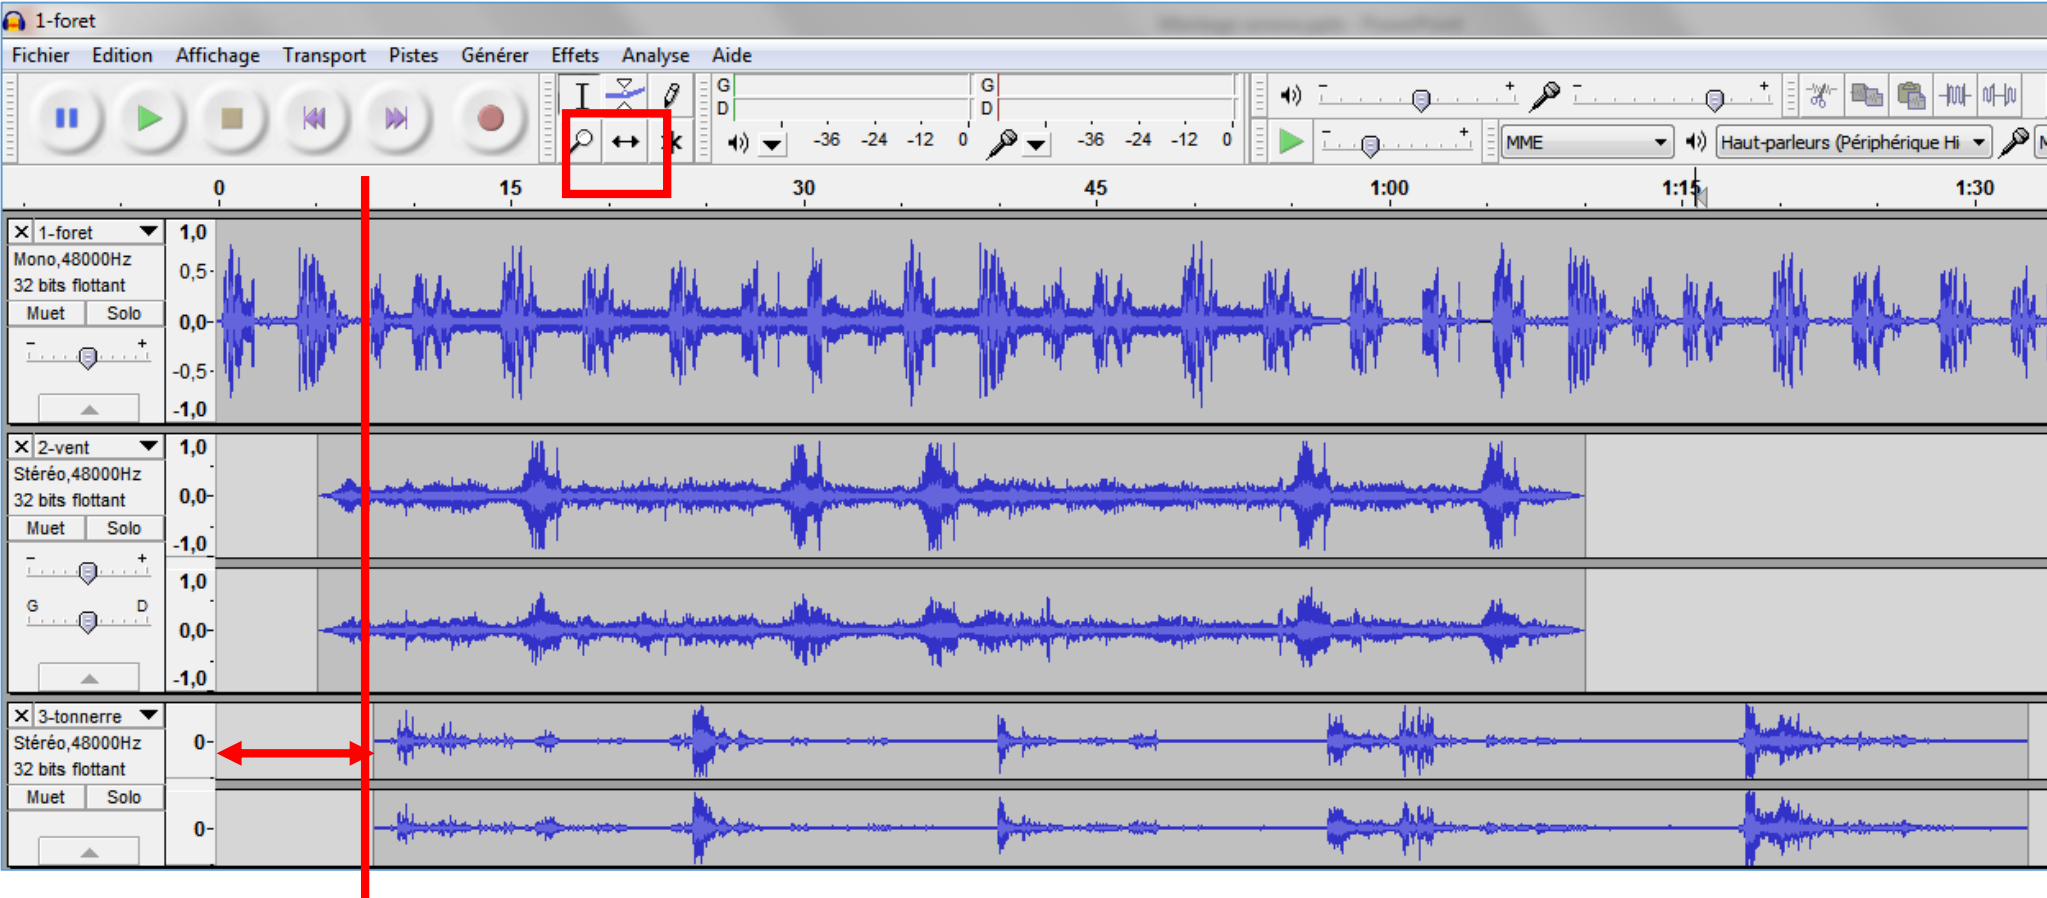 1-foret
Fichier Edition Affichage Transport Pistes Générer Effets Analyse Aide
G G
D D
-36 -24 -12 0 -36 -24 -12 0
MME Haut-parleurs (Périphérique Hi
0 15 30 45 1:00 1:15 1:30
1-foret 1,0
Mono,48000Hz 0,5
32 bits flottant
Muet Solo 0,0
- + -0,5
-1,0
2-vent 1,0
Stéréo,48000Hz
32 bits flottant 0,0
Muet Solo -1,0
- +
1,0
G D
0,0
-1,0
3-tonnerre
Stéréo,48000Hz 0
32 bits flottant
Muet Solo
0